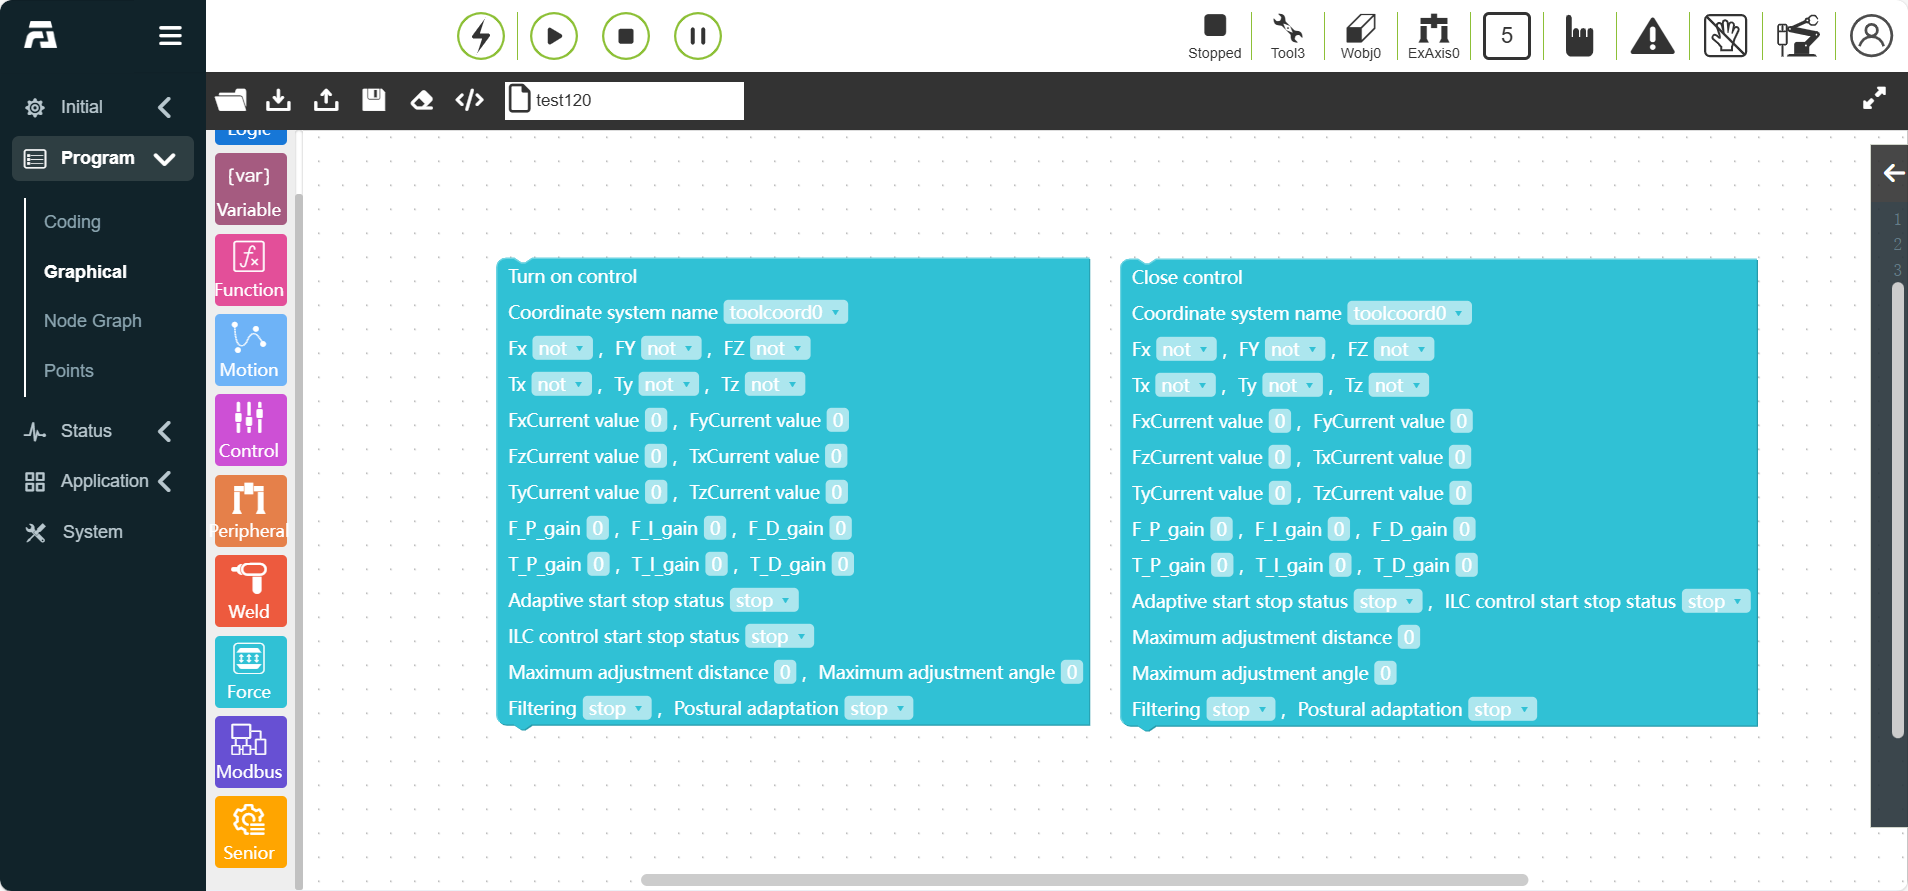 Stopped
Tool3
Wobj0
ExAxis0
5
Initial
Program
Coding
Graphical
Node Graph
Points
Status
Application
System
test120
Logic
{var}
Variable
fx
Function
Motion
Control
Peripheral
Weld
Force
Modbus
Senior
Turn on control
Coordinate system name toolcoord0
Fx not , FY not , FZ not
Tx not , Ty not , Tz not
FxCurrent value 0 , FyCurrent value 0
FzCurrent value 0 , TxCurrent value 0
TyCurrent value 0 , TzCurrent value 0
F_P_gain 0 , F_I_gain 0 , F_D_gain 0
T_P_gain 0 , T_I_gain 0 , T_D_gain 0
Adaptive start stop status stop
ILC control start stop status stop
Maximum adjustment distance 0 , Maximum adjustment angle 0
Filtering stop , Postural adaptation stop
Close control
Coordinate system name toolcoord0
Fx not , FY not , FZ not
Tx not , Ty not , Tz not
FxCurrent value 0 , FyCurrent value 0
FzCurrent value 0 , TxCurrent value 0
TyCurrent value 0 , TzCurrent value 0
F_P_gain 0 , F_I_gain 0 , F_D_gain 0
T_P_gain 0 , T_I_gain 0 , T_D_gain 0
Adaptive start stop status stop , ILC control start stop status stop
Maximum adjustment distance 0
Maximum adjustment angle 0
Filtering stop , Postural adaptation stop
1
2
3